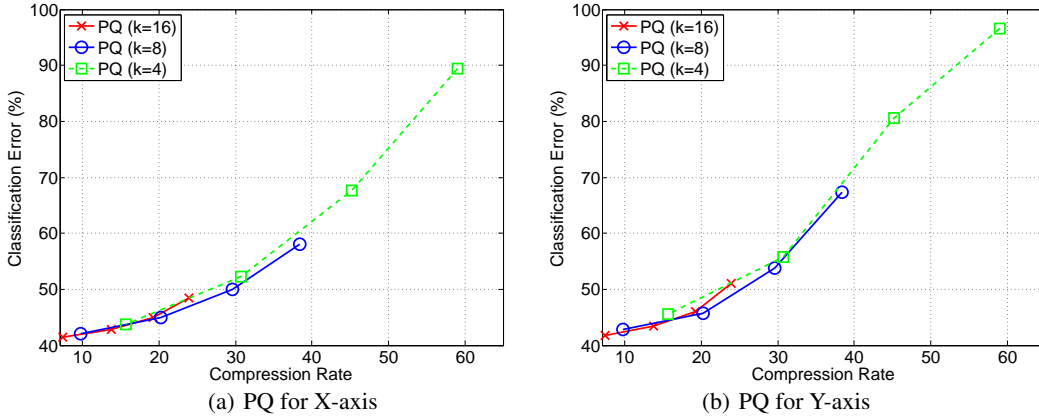 100
90
80
70
60
50
40
Classification Error (%)
PQ (k=16)
PQ (k=8)
PQ (k=4)
10 20 30 40 50 60
Compression Rate
(a) PQ for X-axis
100
90
80
70
60
50
40
Classification Error (%)
PQ (k=16)
PQ (k=8)
PQ (k=4)
10 20 30 40 50 60
Compression Rate
(b) PQ for Y-axis